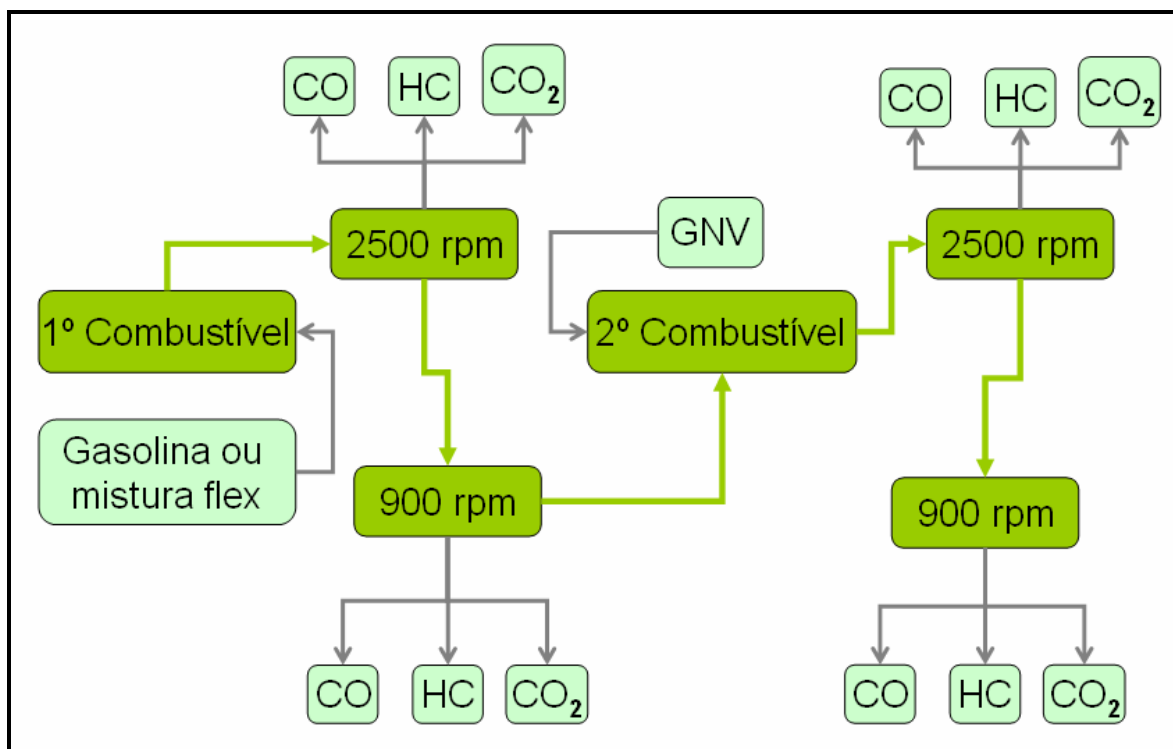 CO HC CO₂
CO HC CO₂
2500 rpm
GNV
2500 rpm
1º Combustível
2º Combustível
Gasolina ou
mistura flex
900 rpm
900 rpm
CO HC CO₂
CO HC CO₂